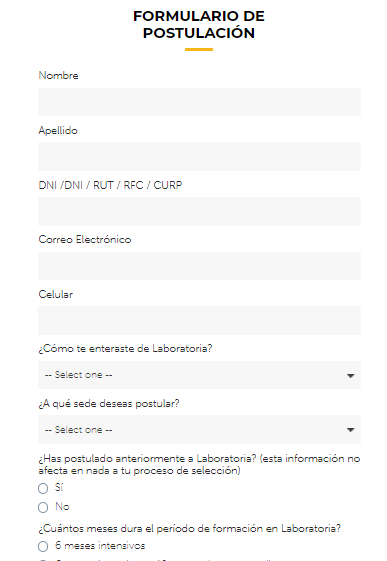 FORMULARIO DE
POSTULACIÓN
Nombre
Apellido
DNI /DNI / RUT / RFC / CURP
Correo Electrónico
Celular
¿Cómo te enteraste de Laboratoria?
-- Select one --
¿A qué sede deseas postular?
-- Select one --
¿Has postulado anteriormente a Laboratoria? (esta información no
afecta en nada a tu proceso de selección)
Sí
No
¿Cuántos meses dura el período de formación en Laboratoria?
6 meses intensivos